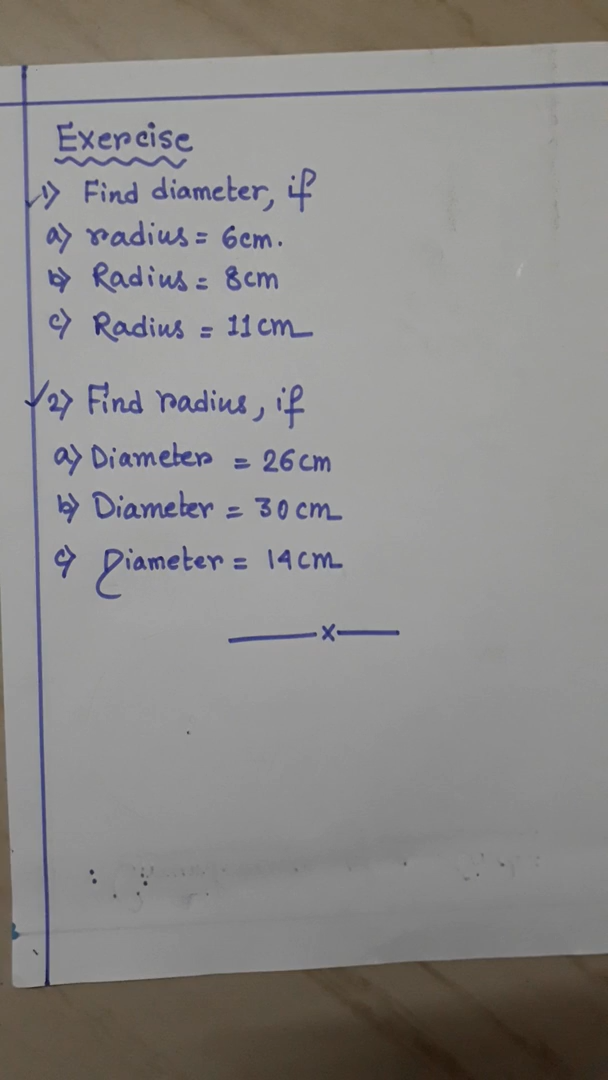 Exercise
1) Find diameter, if
a) radius = 6cm.
b) Radius = 8cm
c) Radius = 11cm
2) Find radius, if
a) Diameter = 26cm
b) Diameter = 30cm
c) Diameter = 14cm
x